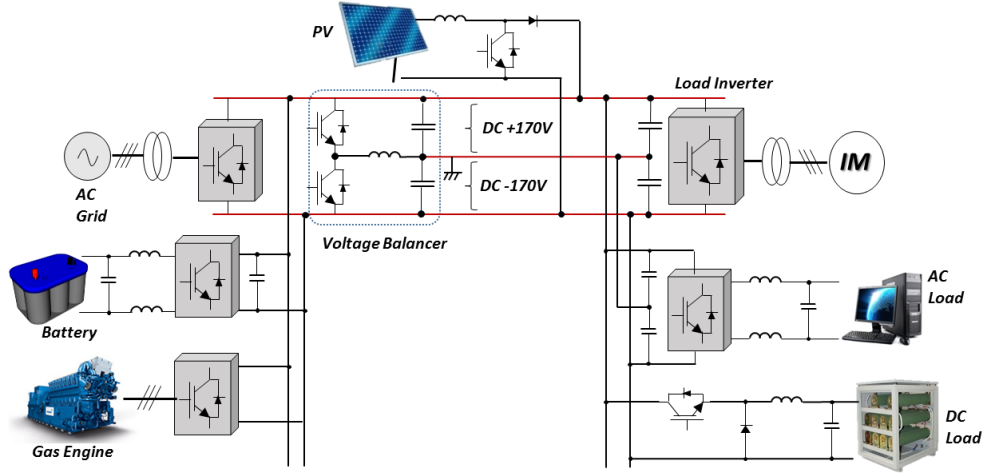 PV
Load Inverter
DC +170V
AC
Grid
IM
DC -170V
Voltage Balancer
AC
Load
Battery
Gas Engine
DC
Load